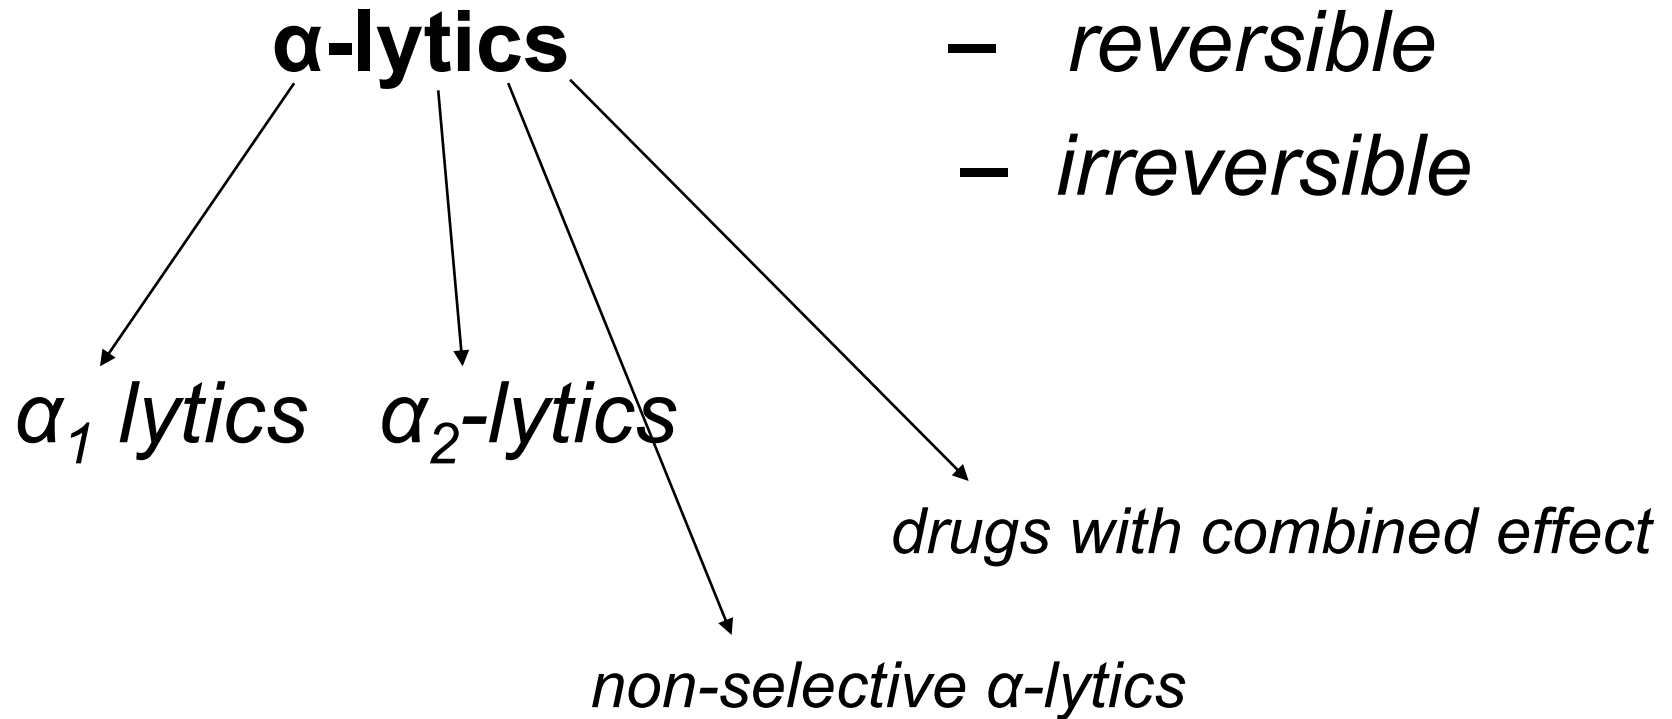 α-lytics – reversible
– irreversible
α₁ lytics α₂-lytics
drugs with combined effect
non-selective α-lytics